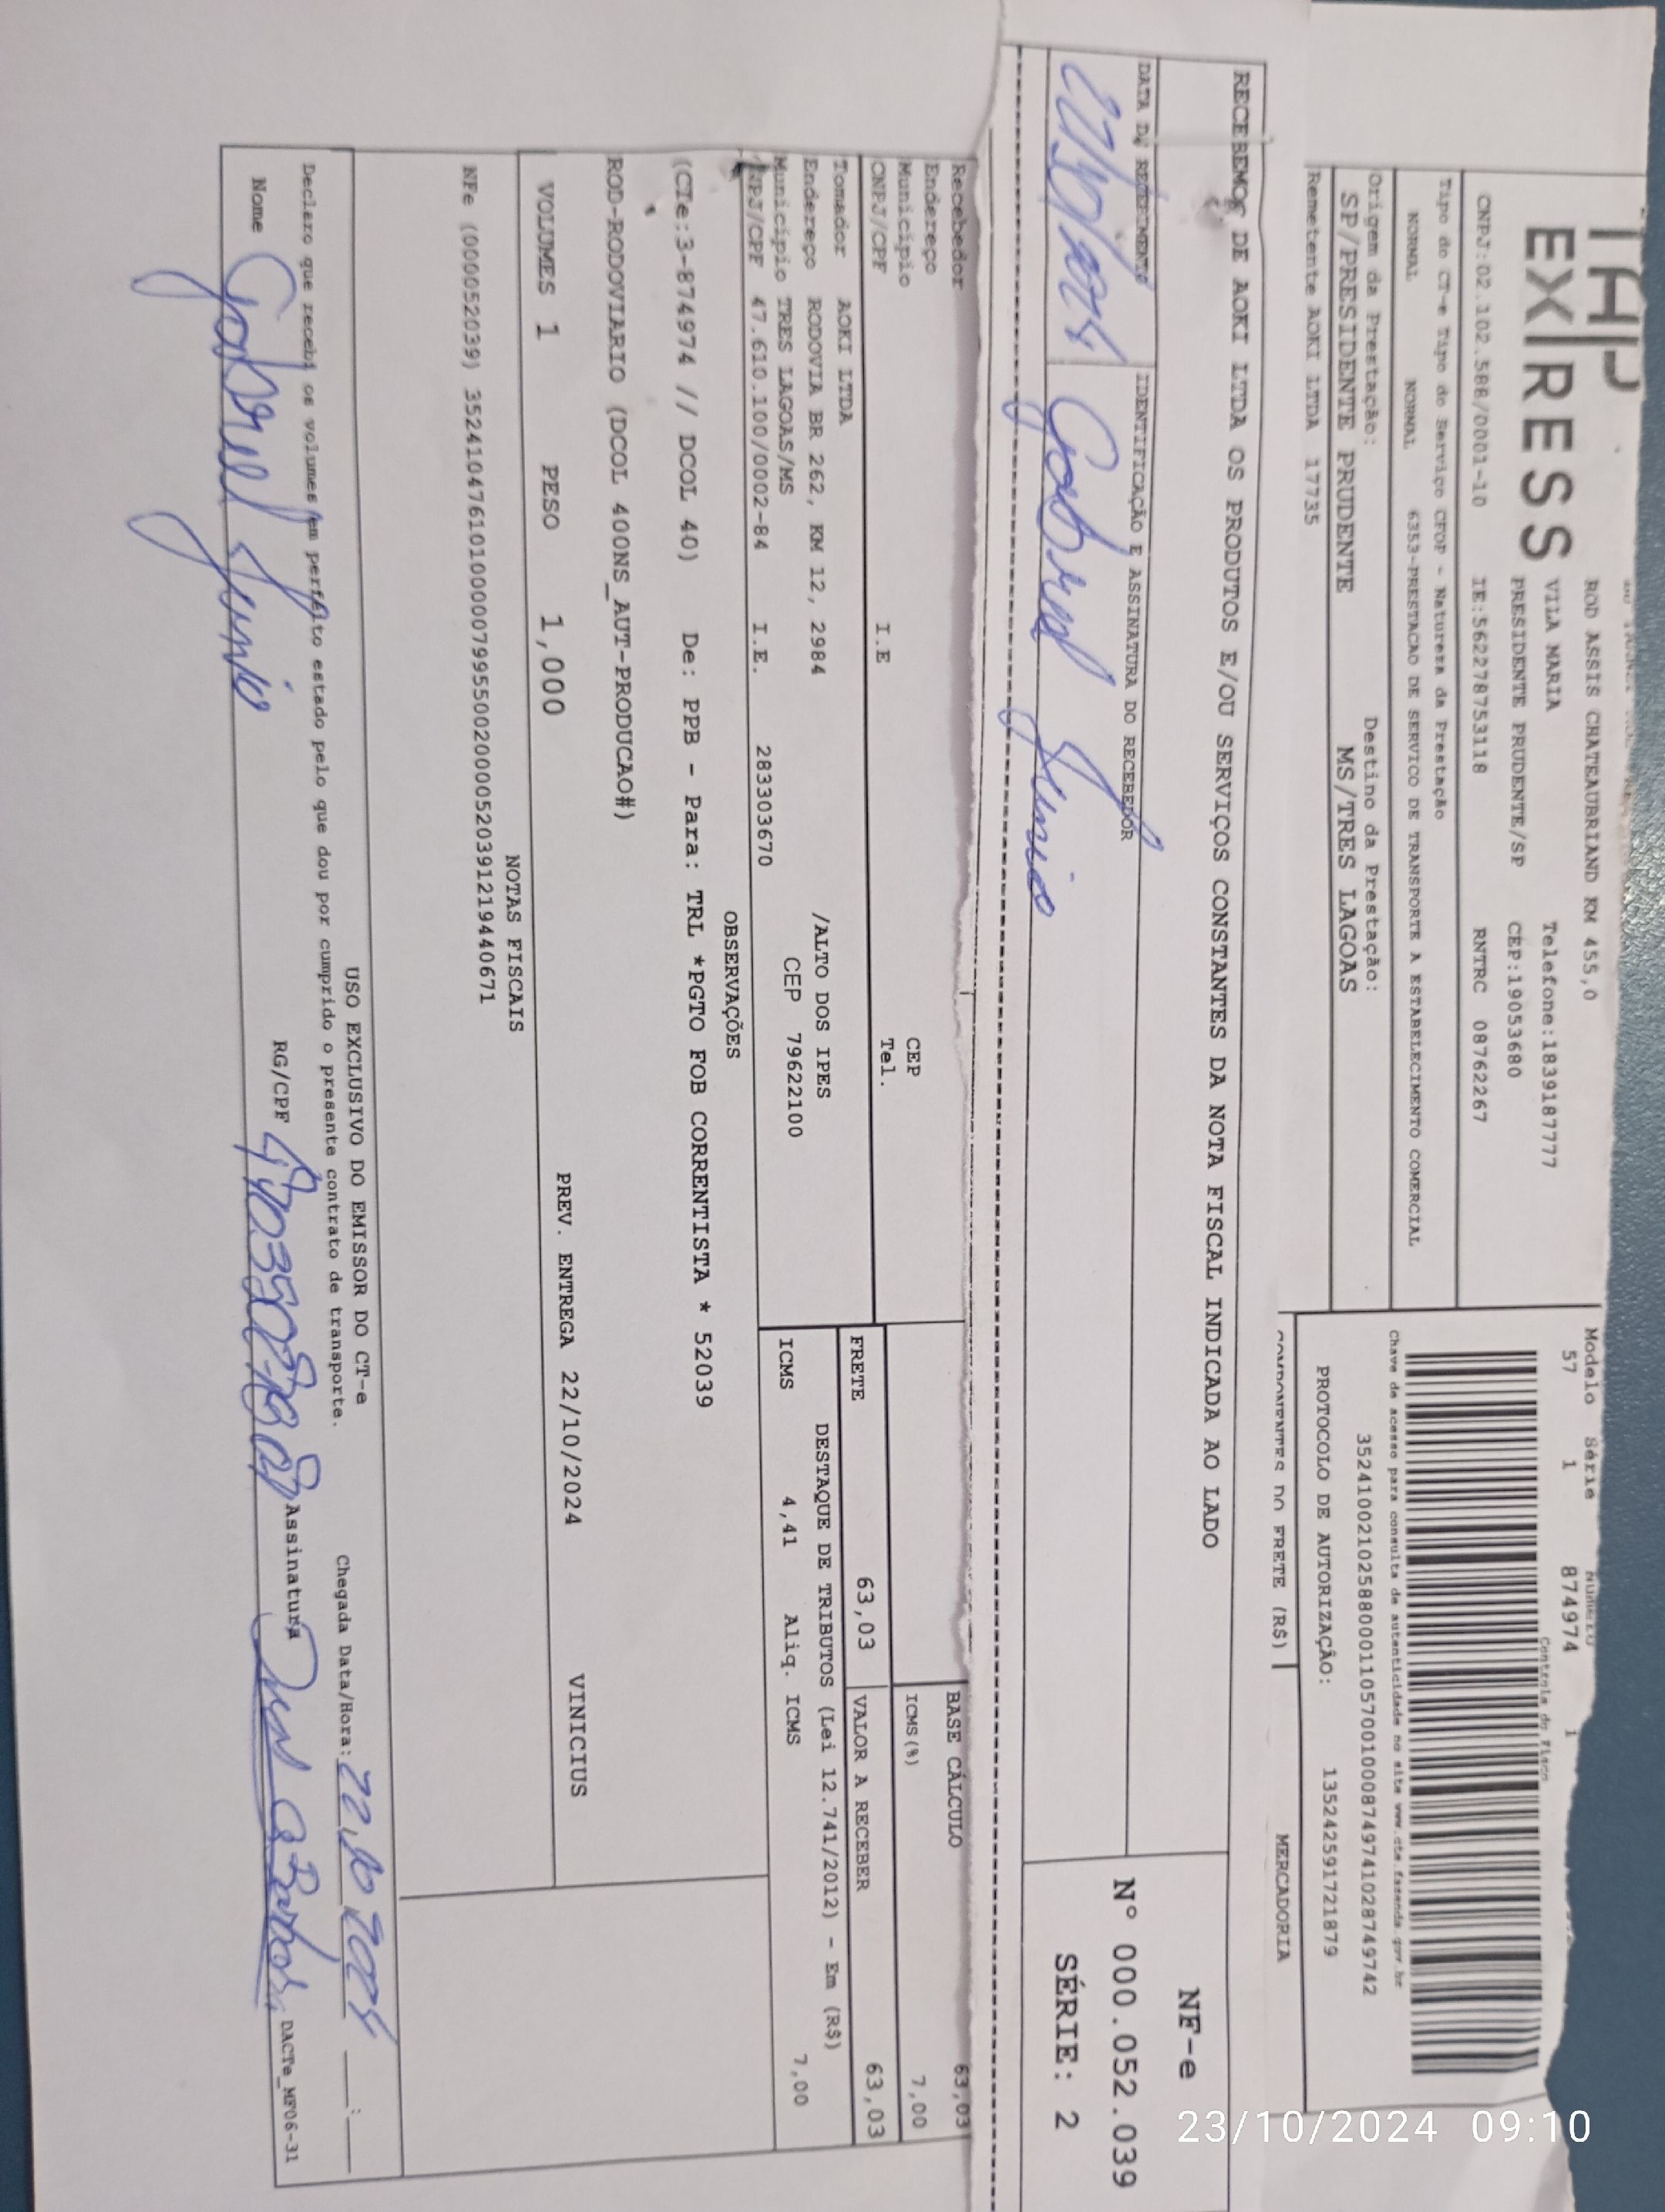 EXPRESS
ROD ASSIS CHATEAUBRIAND KM 455,0
VILA MARIA Telefone:1839187777
PRESIDENTE PRUDENTE/SP CEP:19053680
CNPJ:02.102.588/0001-10 IE:562278753118 RNTRC 08762267
Tipo do CT-e Tipo do Serviço CFOP - Natureza da Prestação
NORMAL NORMAL 6353-PRESTACAO DE SERVICO DE TRANSPORTE A ESTABELECIMENTO COMERCIAL
Origem da Prestação: Destino da Prestação:
SP/PRESIDENTE PRUDENTE MS/TRES LAGOAS
Remetente AOKI LTDA 17735
Modelo Série Número
57 1 874974 1
Controle do Fisco
Chave de acesso para consulta de autenticidade no site www.cte.fazenda.gov.br
35241002102588000110570010008749741028749742
PROTOCOLO DE AUTORIZAÇÃO: 135242591721879
COMPONENTES DO FRETE (R$) MERCADORIA
RECEBEMOS DE AOKI LTDA OS PRODUTOS E/OU SERVIÇOS CONSTANTES DA NOTA FISCAL INDICADA AO LADO
DATA DE RECEBIMENTO IDENTIFICAÇÃO E ASSINATURA DO RECEBEDOR
Gabriel Junio
NF-e
Nº 000.052.039
SÉRIE: 2
Recebedor
Endereço
Município CEP
CNPJ/CPF I.E Tel.
BASE CÁLCULO 63,03
ICMS(%) 7,00
Tomador AOKI LTDA
Endereço RODOVIA BR 262, KM 12, 2984 /ALTO DOS IPES
Município TRES LAGOAS/MS CEP 79622100
CNPJ/CPF 47.610.100/0002-84 I.E. 283303670
FRETE 63,03 VALOR A RECEBER 63,03
DESTAQUE DE TRIBUTOS (Lei 12.741/2012) - Em (R$)
ICMS 4,41 Aliq. ICMS 7,00
OBSERVAÇÕES
(CTe:3-874974 // DCOL 40) De: PPB - Para: TRL *PGTO FOB CORRENTISTA * 52039
ROD-RODOVIARIO (DCOL 400NS_AUT-PRODUCAO#)
VOLUMES 1 PESO 1,000 PREV. ENTREGA 22/10/2024 VINICIUS
NOTAS FISCAIS
NFe (000052039) 35241047610100000799550020000520391219440671
USO EXCLUSIVO DO EMISSOR DO CT-e
Declaro que recebi os volumes em perfeito estado pelo que dou por cumprido o presente contrato de transporte. Chegada Data/Hora: 22,10,2024 __:__
Nome Gabriel Junio RG/CPF Assinatura
DACTe_MF06-31
23/10/2024 09:10